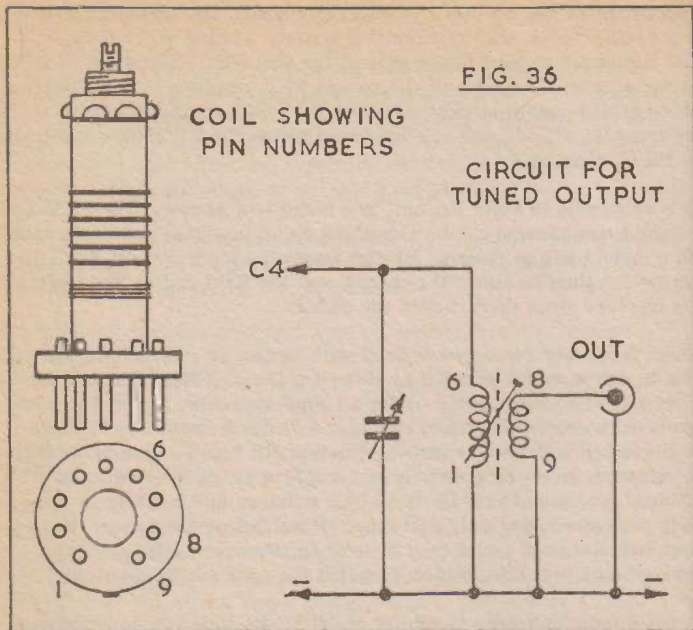 FIG. 36
COIL SHOWING
PIN NUMBERS
CIRCUIT FOR
TUNED OUTPUT
C4
OUT
6
8
1
9
6
8
1
9
–
–